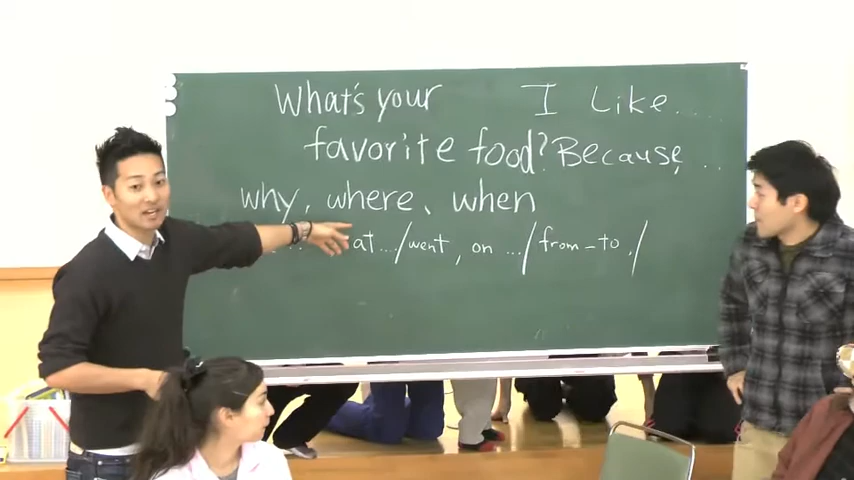 What's your I Like.....
favorite food? Because, ...
why, where、 when
at.../went, on .../from-to ./